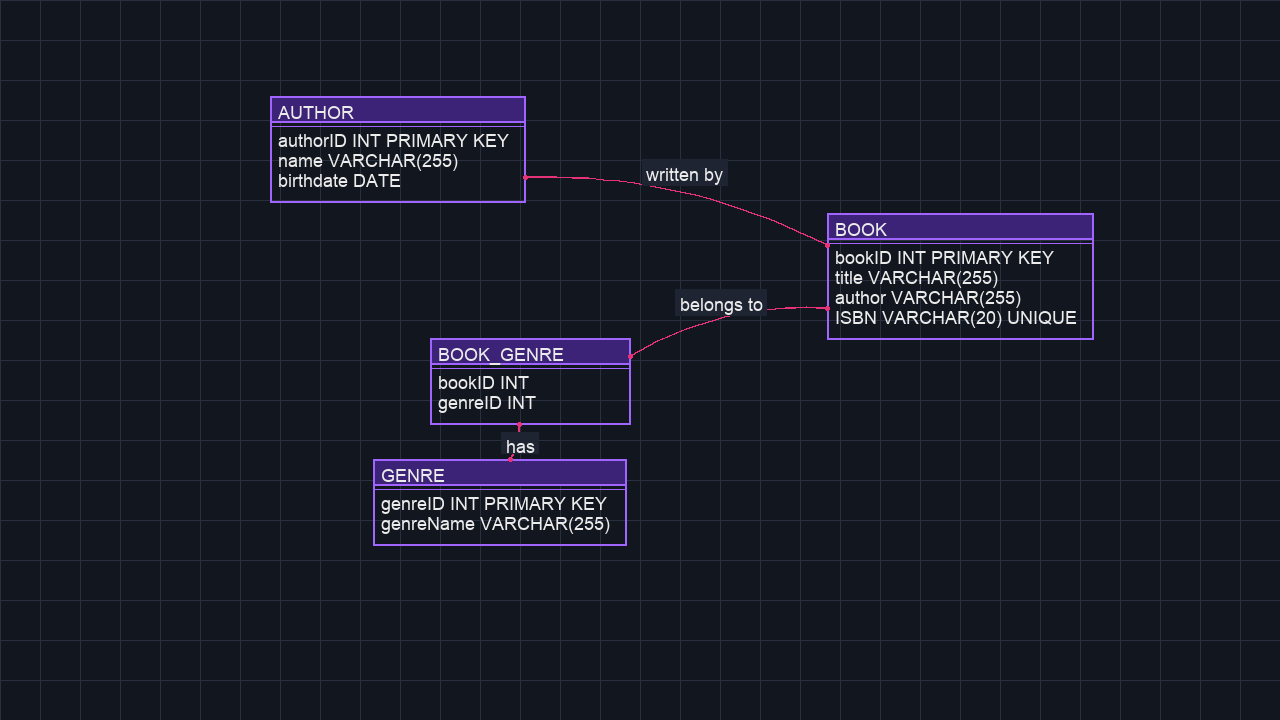 AUTHOR
authorID INT PRIMARY KEY
name VARCHAR(255)
birthdate DATE
written by
BOOK
bookID INT PRIMARY KEY
title VARCHAR(255)
author VARCHAR(255)
ISBN VARCHAR(20) UNIQUE
belongs to
BOOK_GENRE
bookID INT
genreID INT
has
GENRE
genreID INT PRIMARY KEY
genreName VARCHAR(255)